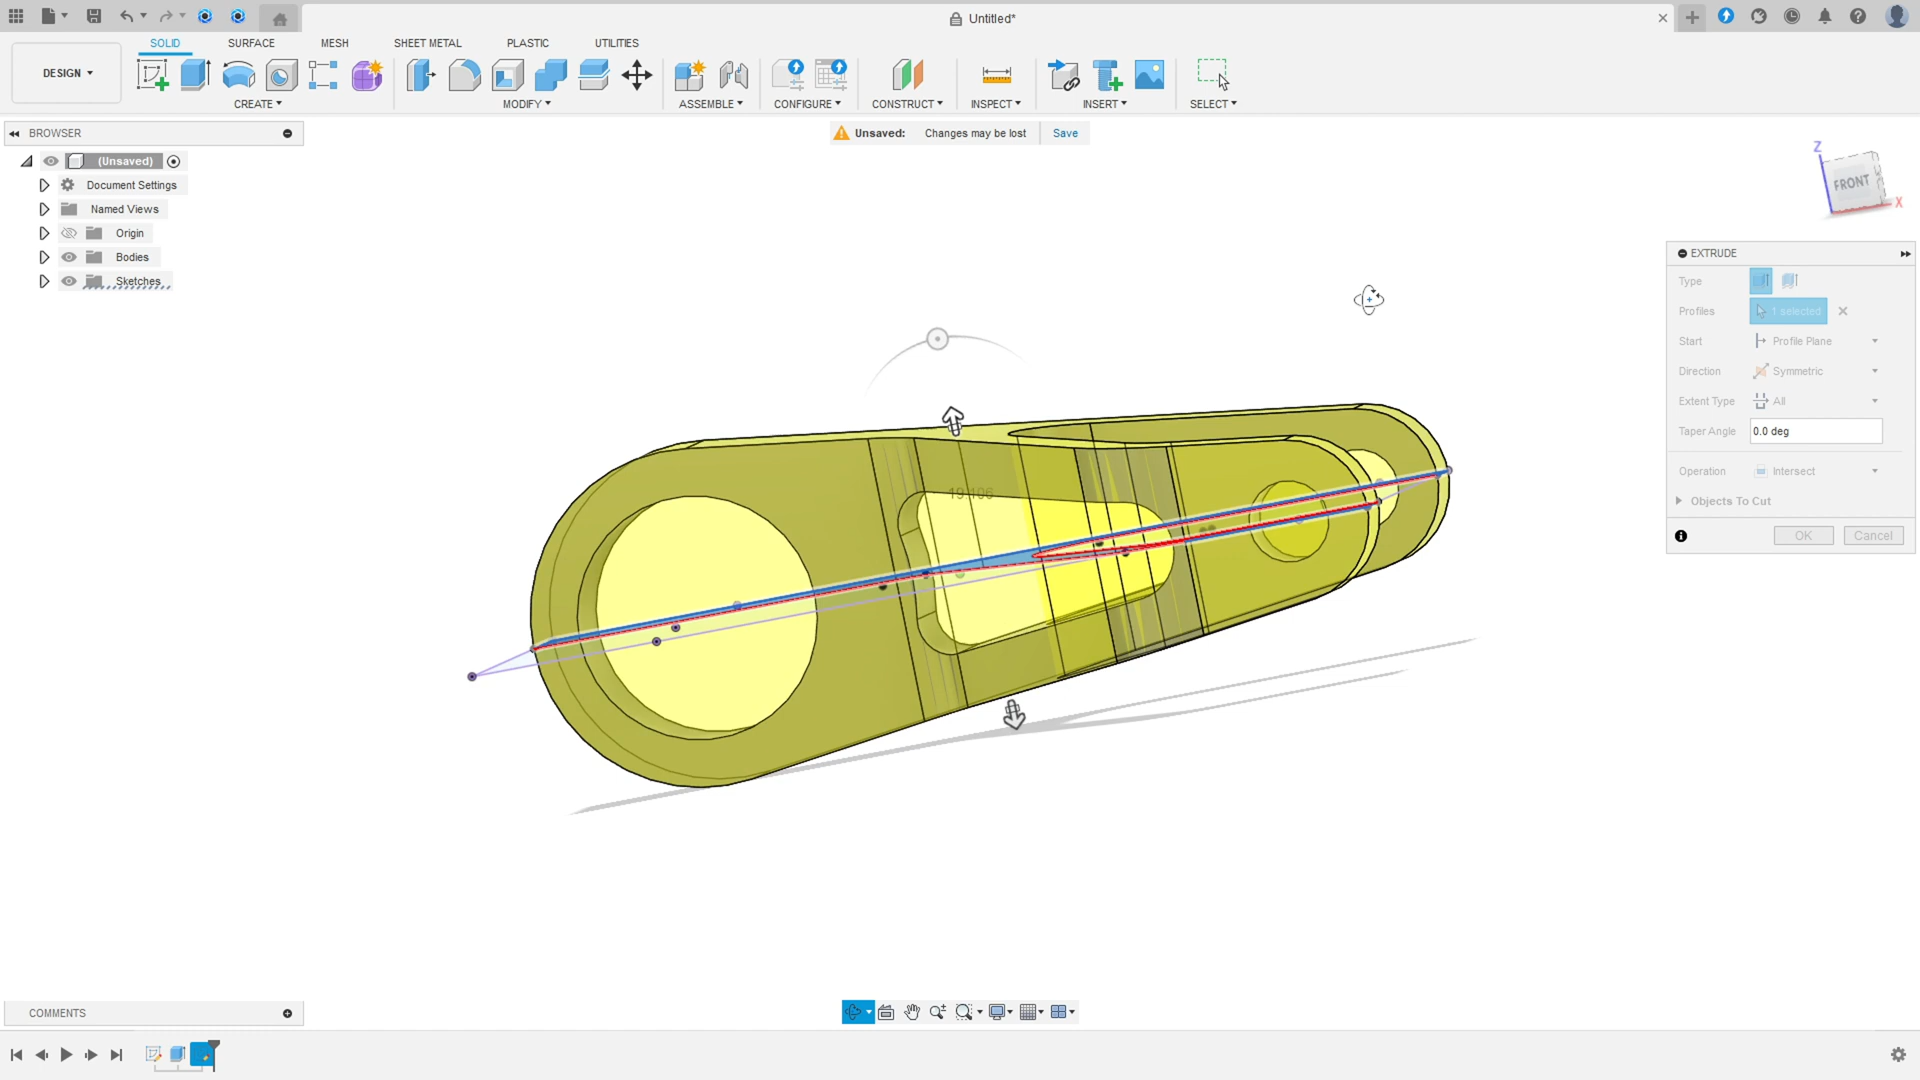 Untitled*
DESIGN
SOLID
SURFACE
MESH
SHEET METAL
PLASTIC
UTILITIES
CREATE
MODIFY
ASSEMBLE
CONFIGURE
CONSTRUCT
INSPECT
INSERT
SELECT
BROWSER
Unsaved: Changes may be lost Save
(Unsaved)
Document Settings
Named Views
Origin
Bodies
Sketches
Z
FRONT
X
EXTRUDE
Type
Profiles 1 selected
Start Profile Plane
Direction Symmetric
Extent Type All
Taper Angle 0.0 deg
Operation Intersect
Objects To Cut
OK Cancel
COMMENTS